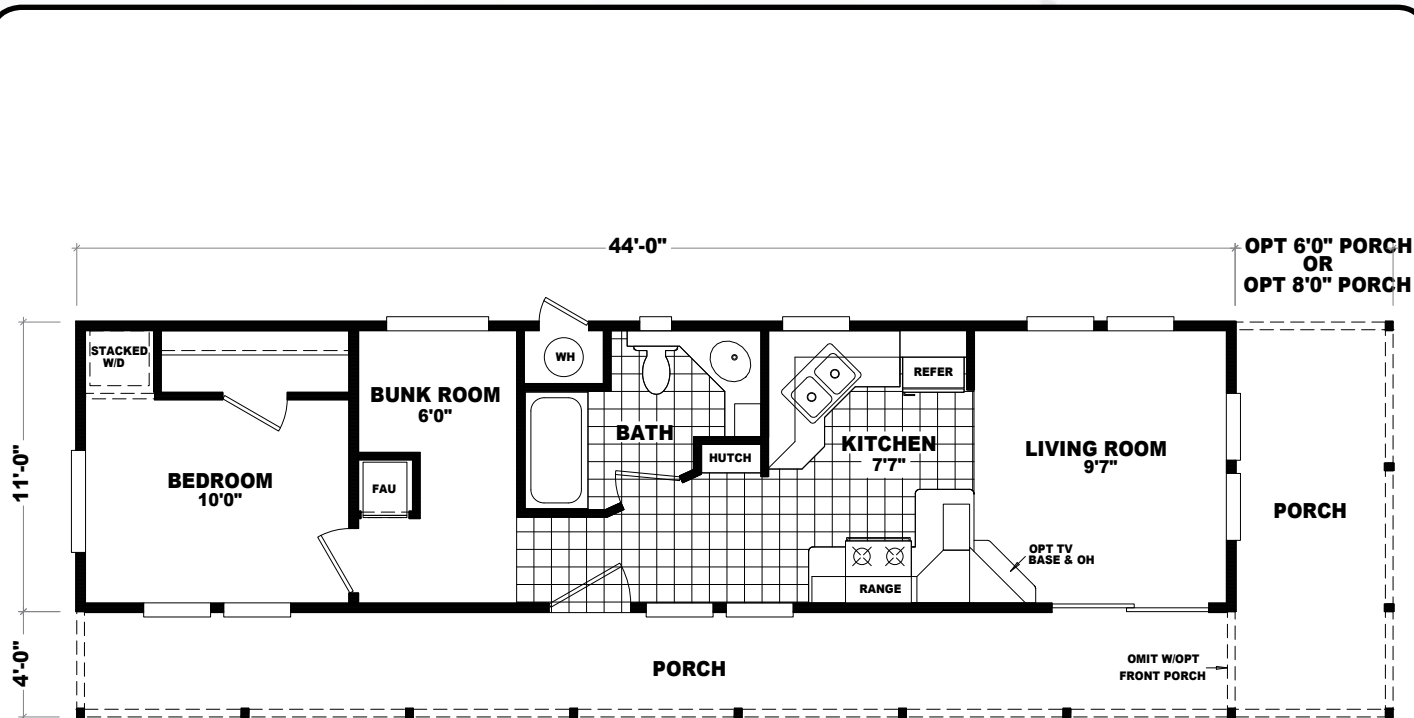 44'-0"
OPT 6'0" PORCH
OR
OPT 8'0" PORCH
STACKED
W/D
WH
BUNK ROOM
6'0"
REFER
BATH
KITCHEN
7'7"
LIVING ROOM
9'7"
HUTCH
11'-0"
BEDROOM
10'0"
FAU
PORCH
OPT TV
BASE & OH
RANGE
4'-0"
PORCH
OMIT W/OPT
FRONT PORCH